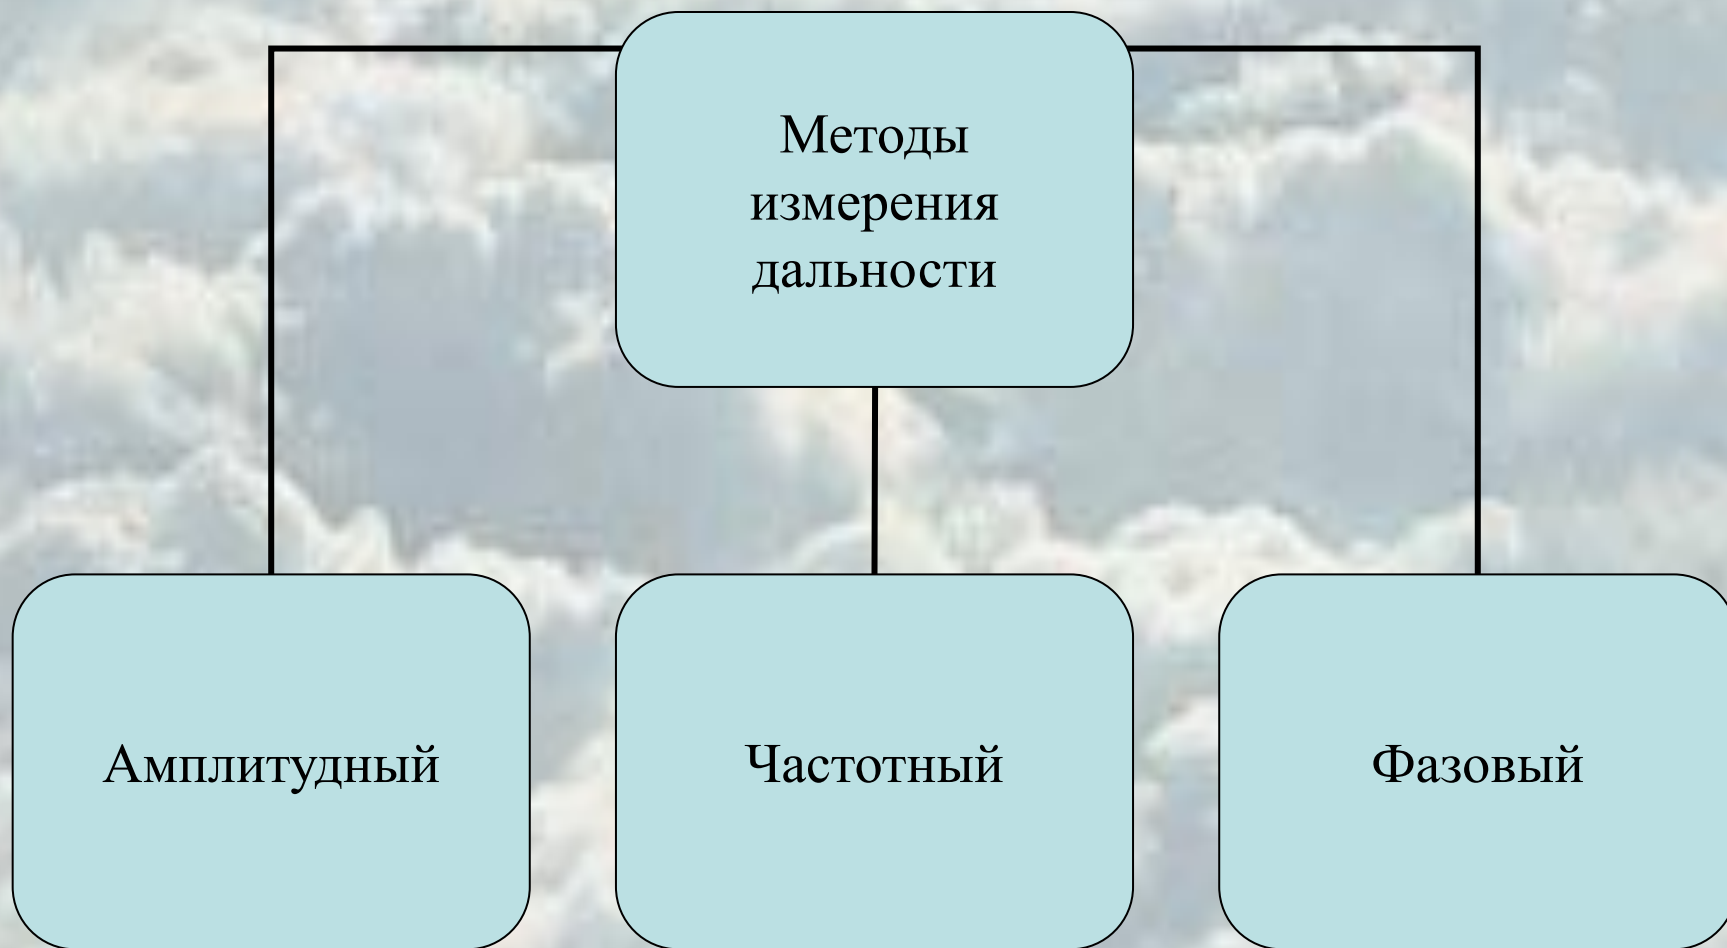 Методы
измерения
дальности
Амплитудный
Частотный
Фазовый